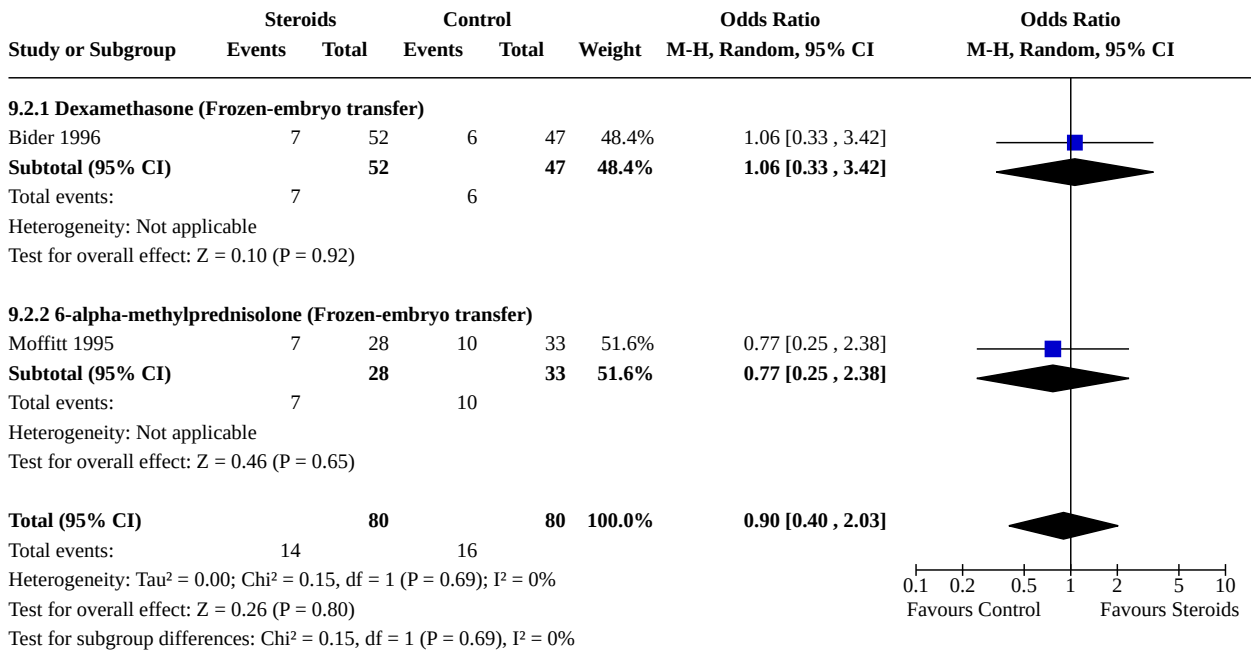 Steroids Control Odds Ratio Odds Ratio
Study or Subgroup Events Total Events Total Weight M-H, Random, 95% CI M-H, Random, 95% CI
9.2.1 Dexamethasone (Frozen-embryo transfer)
Bider 1996 7 52 6 47 48.4% 1.06 [0.33 , 3.42]
Subtotal (95% CI) 52 47 48.4% 1.06 [0.33 , 3.42]
Total events: 7 6
Heterogeneity: Not applicable
Test for overall effect: Z = 0.10 (P = 0.92)
9.2.2 6-alpha-methylprednisolone (Frozen-embryo transfer)
Moffitt 1995 7 28 10 33 51.6% 0.77 [0.25 , 2.38]
Subtotal (95% CI) 28 33 51.6% 0.77 [0.25 , 2.38]
Total events: 7 10
Heterogeneity: Not applicable
Test for overall effect: Z = 0.46 (P = 0.65)
Total (95% CI) 80 80 100.0% 0.90 [0.40 , 2.03]
Total events: 14 16
Heterogeneity: Tau² = 0.00; Chi² = 0.15, df = 1 (P = 0.69); I² = 0%
0.1 0.2 0.5 1 2 5 10
Test for overall effect: Z = 0.26 (P = 0.80)
Favours Control Favours Steroids
Test for subgroup differences: Chi² = 0.15, df = 1 (P = 0.69), I² = 0%